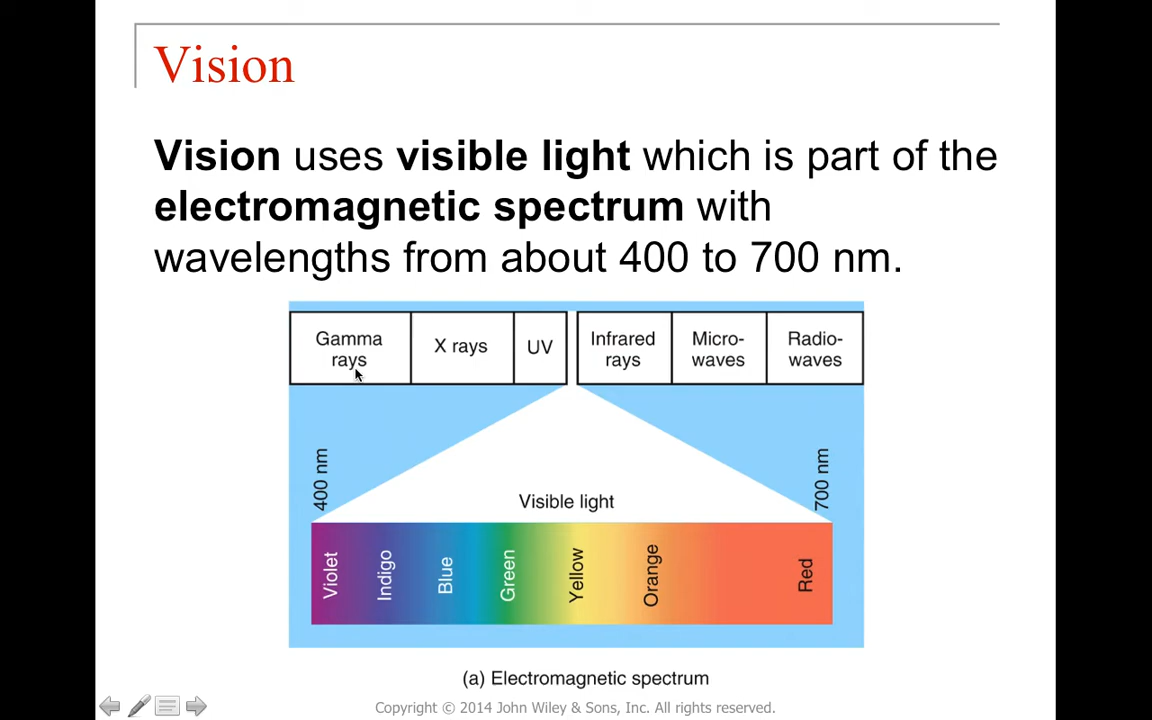 Vision
Vision uses visible light which is part of the
electromagnetic spectrum with
wavelengths from about 400 to 700 nm.
Gamma
rays
X rays
UV
Infrared
rays
Micro-
waves
Radio-
waves
400 nm
700 nm
Visible light
Violet
Indigo
Blue
Green
Yellow
Orange
Red
(a) Electromagnetic spectrum
Copyright © 2014 John Wiley & Sons, Inc. All rights reserved.